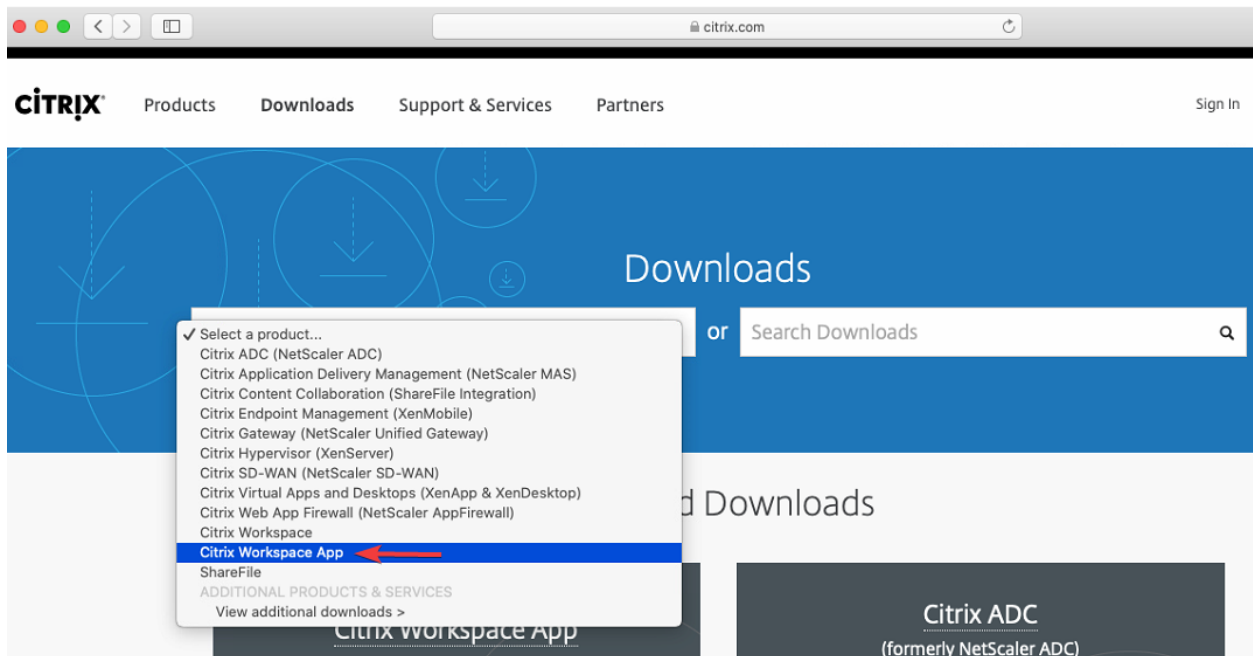 citrix.com
CITRIX
Products
Downloads
Support & Services
Partners
Sign In
Downloads
✓ Select a product...
Citrix ADC (NetScaler ADC)
Citrix Application Delivery Management (NetScaler MAS)
Citrix Content Collaboration (ShareFile Integration)
Citrix Endpoint Management (XenMobile)
Citrix Gateway (NetScaler Unified Gateway)
Citrix Hypervisor (XenServer)
Citrix SD-WAN (NetScaler SD-WAN)
Citrix Virtual Apps and Desktops (XenApp & XenDesktop)
Citrix Web App Firewall (NetScaler AppFirewall)
Citrix Workspace
Citrix Workspace App
ShareFile
ADDITIONAL PRODUCTS & SERVICES
View additional downloads >
or
Search Downloads
d Downloads
Citrix Workspace App
Citrix ADC
(formerly NetScaler ADC)